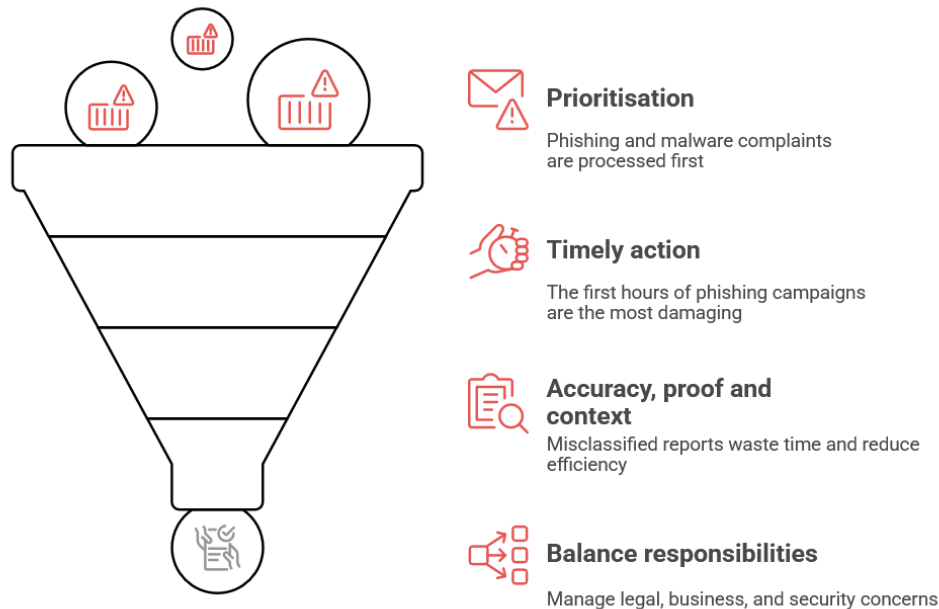 Prioritisation
Phishing and malware complaints
are processed first
Timely action
The first hours of phishing campaigns
are the most damaging
Accuracy, proof and
context
Misclassified reports waste time and reduce
efficiency
Balance responsibilities
Manage legal, business, and security concerns